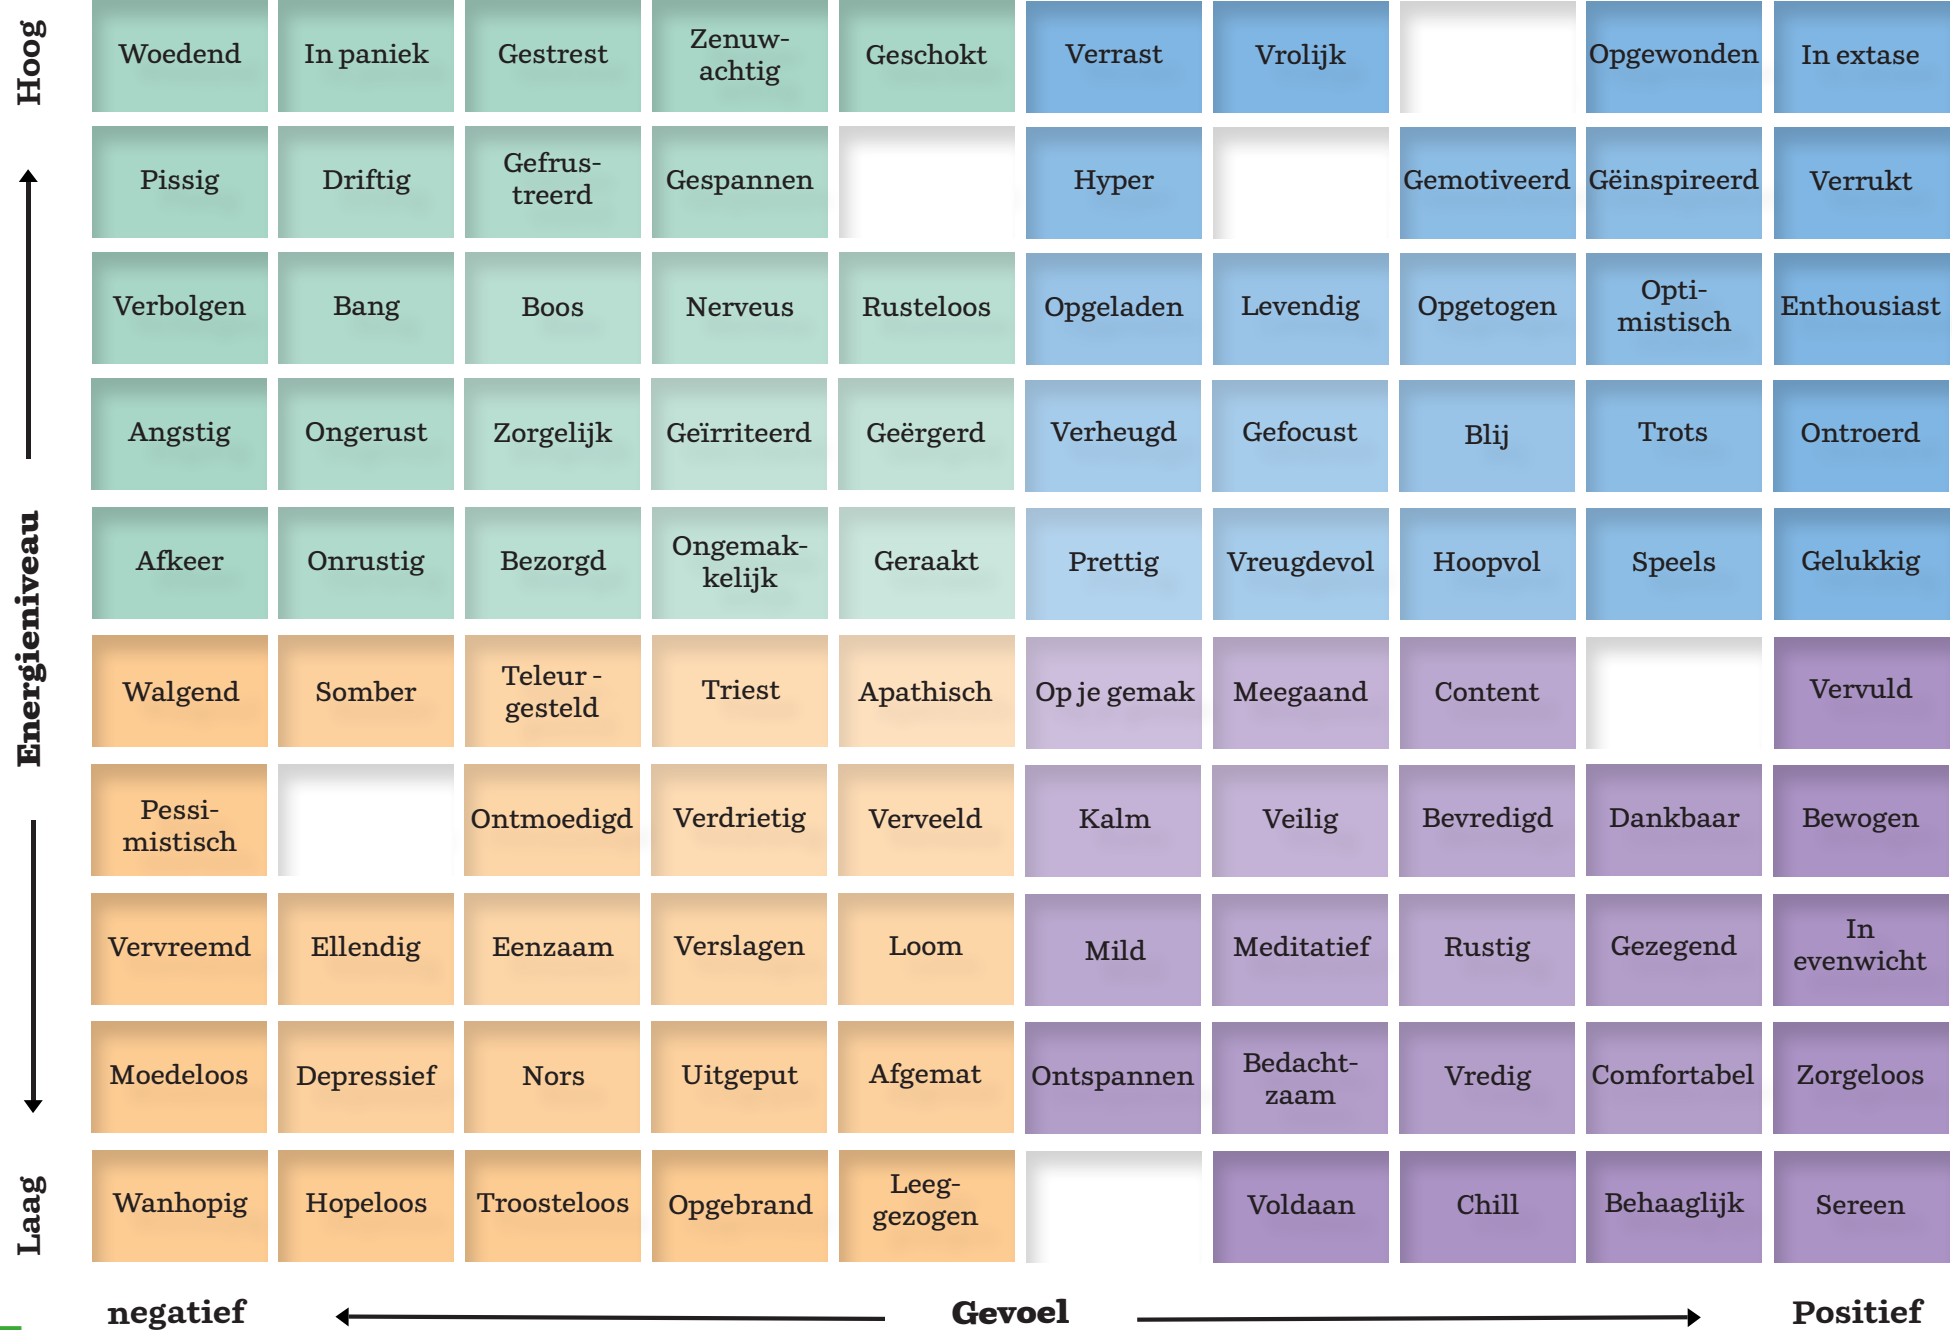 Hoog
Woedend
In paniek
Gestrest
Zenuw-
achtig
Geschokt
Verrast
Vrolijk
Opgewonden
In extase
Pissig
Driftig
Gefrus-
treerd
Gespannen
Hyper
Gemotiveerd
Gëinspireerd
Verrukt
Verbolgen
Bang
Boos
Nerveus
Rusteloos
Opgeladen
Levendig
Opgetogen
Opti-
mistisch
Enthousiast
Angstig
Ongerust
Zorgelijk
Geïrriteerd
Geërgerd
Verheugd
Gefocust
Blij
Trots
Ontroerd
Energieniveau
Afkeer
Onrustig
Bezorgd
Ongemak-
kelijk
Geraakt
Prettig
Vreugdevol
Hoopvol
Speels
Gelukkig
Walgend
Somber
Teleur -
gesteld
Triest
Apathisch
Op je gemak
Meegaand
Content
Vervuld
Pessi-
mistisch
Ontmoedigd
Verdrietig
Verveeld
Kalm
Veilig
Bevredigd
Dankbaar
Bewogen
Vervreemd
Ellendig
Eenzaam
Verslagen
Loom
Mild
Meditatief
Rustig
Gezegend
In
evenwicht
Moedeloos
Depressief
Nors
Uitgeput
Afgemat
Ontspannen
Bedacht-
zaam
Vredig
Comfortabel
Zorgeloos
Laag
Wanhopig
Hopeloos
Troosteloos
Opgebrand
Leeg-
gezogen
Voldaan
Chill
Behaaglijk
Sereen
negatief
Gevoel
Positief